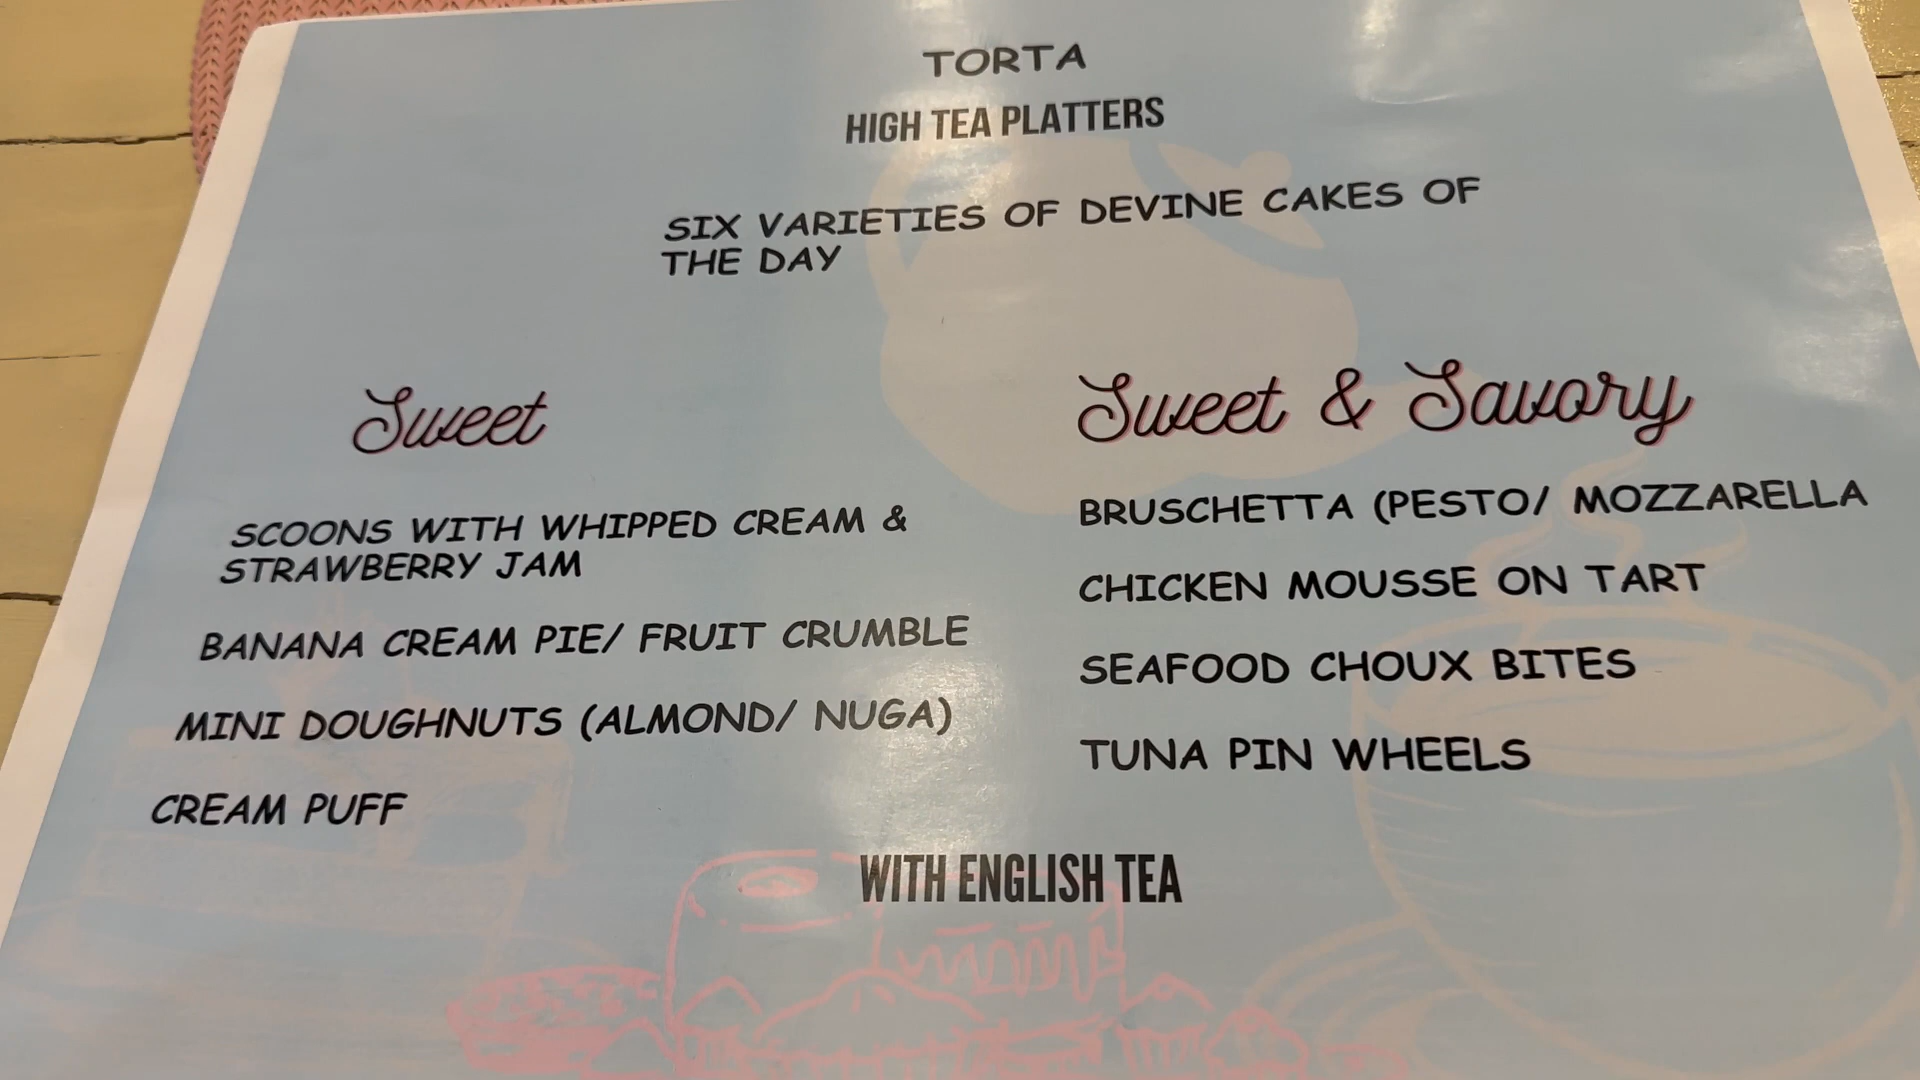 TORTA
HIGH TEA PLATTERS
SIX VARIETIES OF DEVINE CAKES OF
THE DAY
Sweet
SCOONS WITH WHIPPED CREAM &
STRAWBERRY JAM
BANANA CREAM PIE/ FRUIT CRUMBLE
MINI DOUGHNUTS (ALMOND/ NUGA)
CREAM PUFF
Sweet & Savory
BRUSCHETTA (PESTO/ MOZZARELLA
CHICKEN MOUSSE ON TART
SEAFOOD CHOUX BITES
TUNA PIN WHEELS
WITH ENGLISH TEA